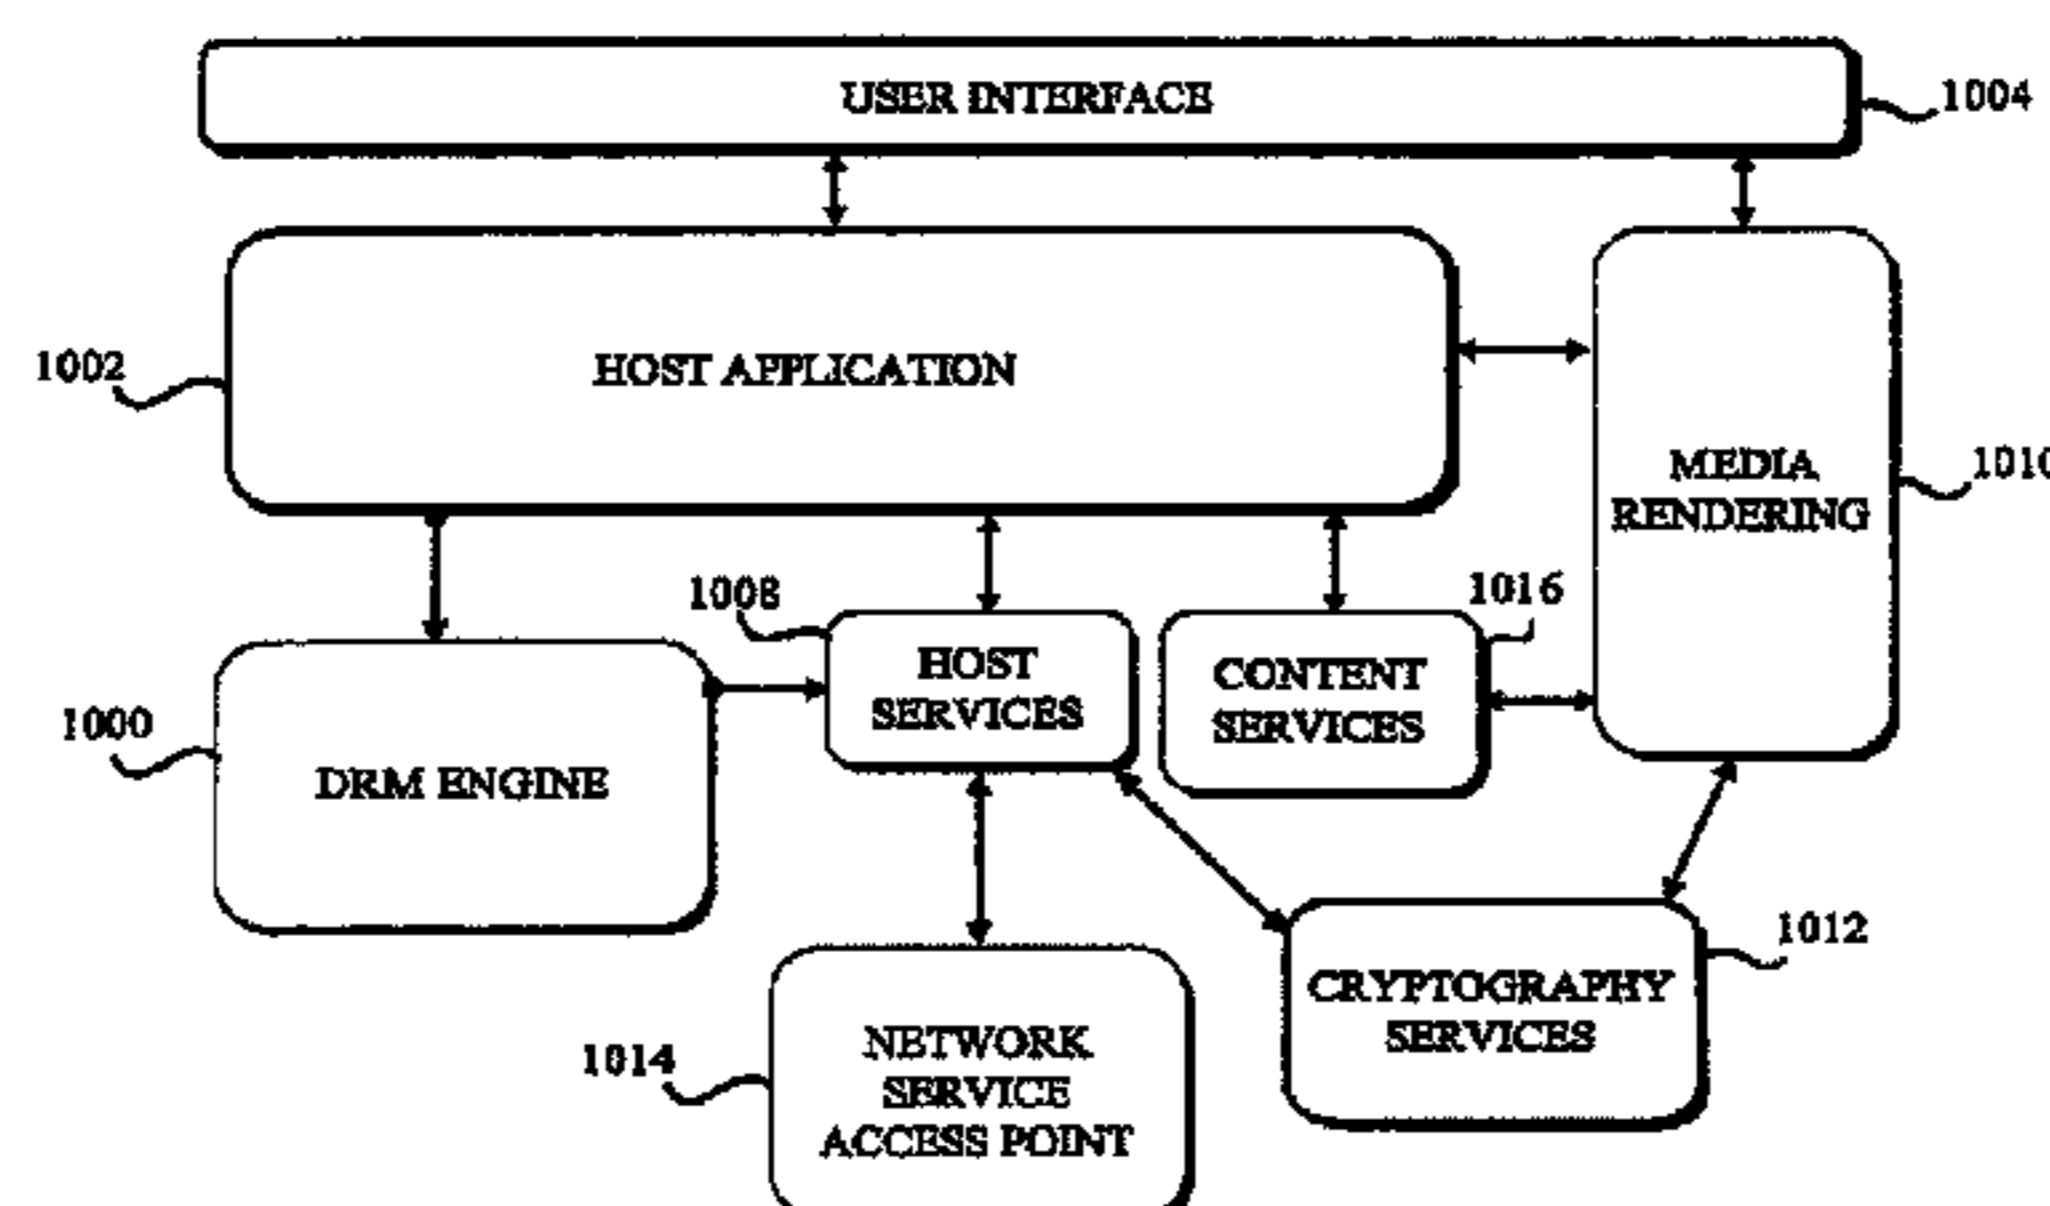 USER INTERFACE
1004
1002
HOST APPLICATION
MEDIA
RENDERING
1010
1008
HOST
SERVICES
1016
CONTENT
SERVICES
1000
DRM ENGINE
1012
CRYPTOGRAPHY
SERVICES
1014
NETWORK
SERVICE
ACCESS POINT